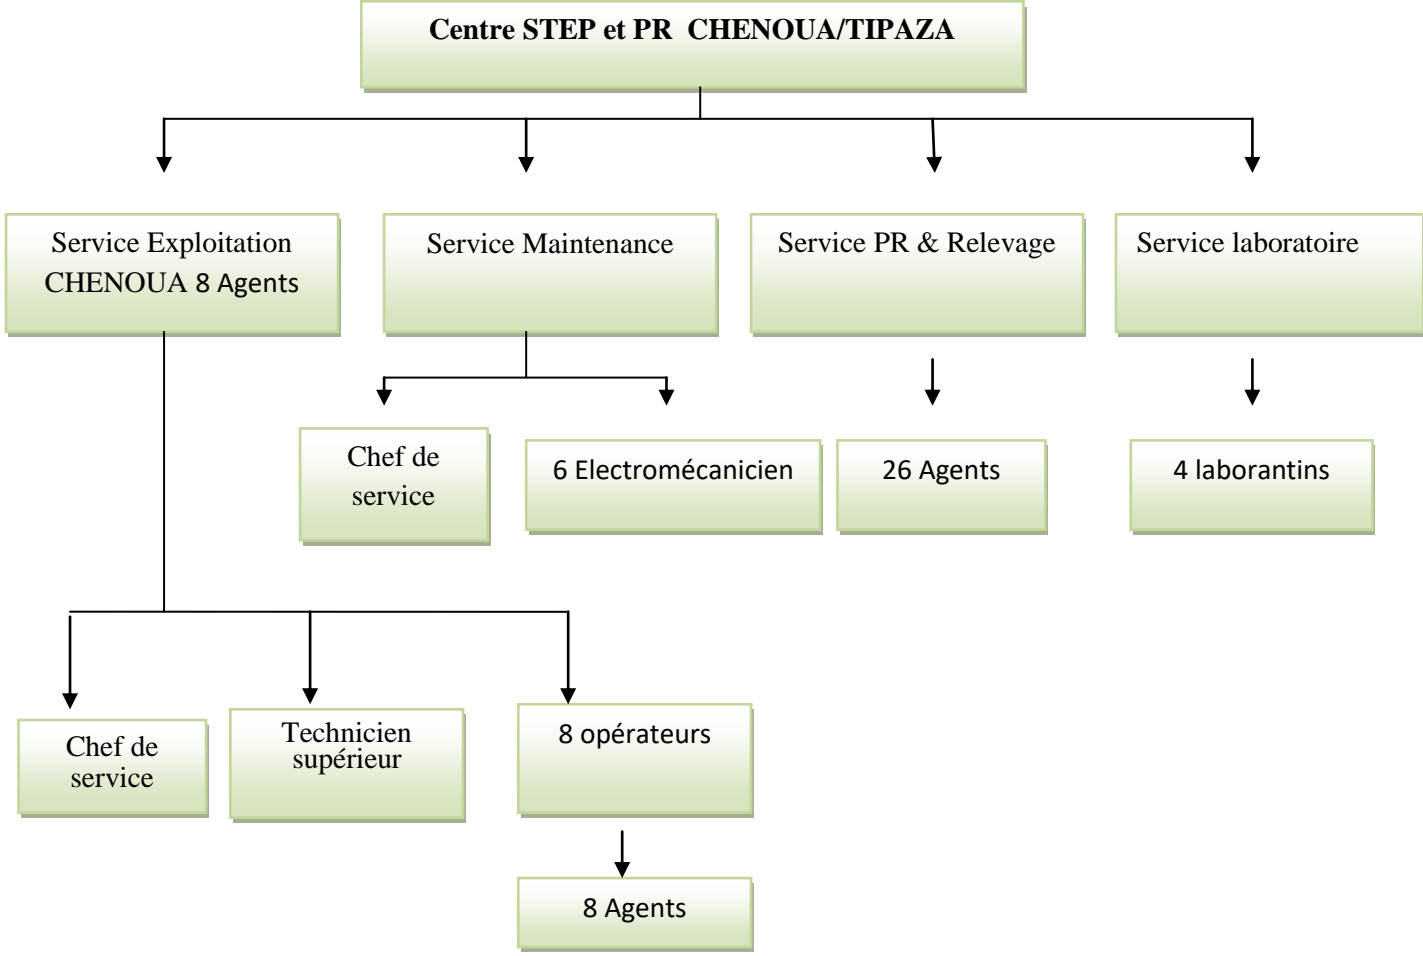 Centre STEP et PR CHENOUA/TIPAZA
Service Exploitation
CHENOUA 8 Agents
Service Maintenance
Service PR & Relevage
Service laboratoire
Chef de
service
6 Electromécanicien
26 Agents
4 laborantins
Chef de
service
Technicien
supérieur
8 opérateurs
8 Agents